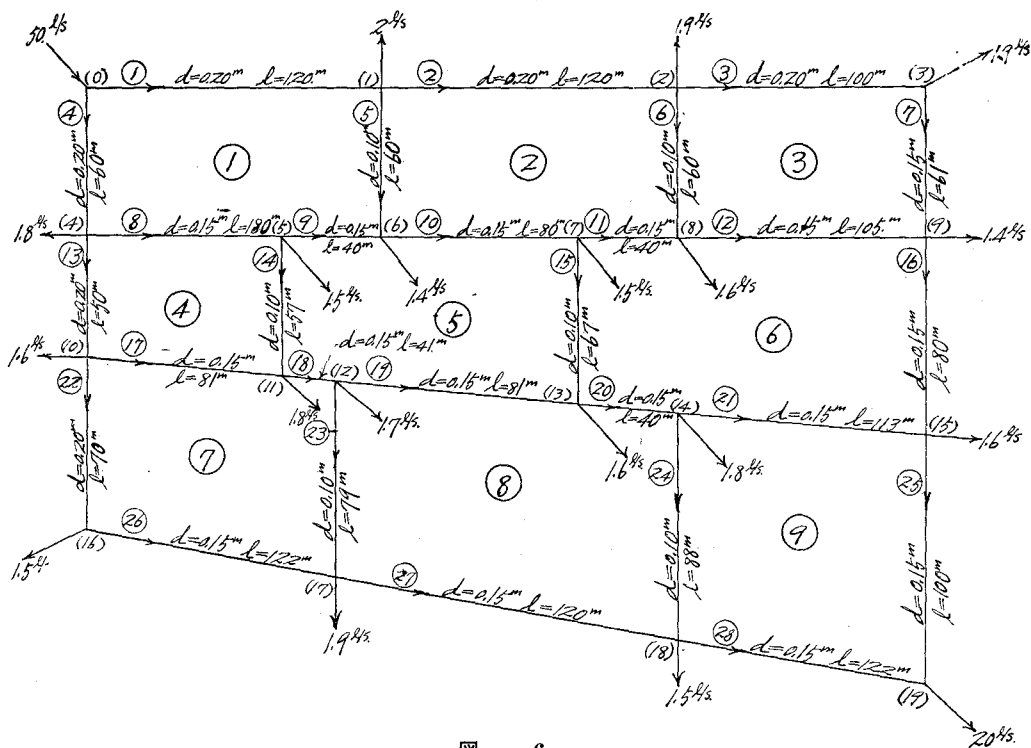 50 ℓ/s
2 ℓ/s
1.9 ℓ/s
1.9 ℓ/s
(0) ① d=0.20m l=120.m (1) ② d=0.20m l=120m (2) ③ d=0.20m l=100m (3)
④ d=0.20m l=60m
⑤ d=0.10m l=60m
⑥ d=0.10m l=60m
⑦ d=0.15m l=61m
① ② ③
1.8 ℓ/s (4) ⑧ d=0.15m l=180m (5) ⑨ d=0.15m l=40m (6) ⑩ d=0.15m l=80m (7) ⑪ d=0.15m l=40m (8) ⑫ d=0.15m l=105m (9) 1.4 ℓ/s
⑬ d=0.20m l=50m
⑭ d=0.10m l=57m
1.5 ℓ/s.
1.4 ℓ/s.
⑮ d=0.10m l=67m
1.5 ℓ/s.
1.6 ℓ/s.
⑯ d=0.15m l=80m
④ ⑤ ⑥
1.6 ℓ/s (0) ⑰ d=0.15m l=81m (11) ⑱ d=0.15m l=41m (12) ⑲ d=0.15m l=81m (13) ⑳ d=0.15m l=40m (14) ㉑ d=0.15m l=113m (15) 1.6 ℓ/s.
㉒ d=0.20m l=70m
1.8 ℓ/s
㉓ d=0.10m l=79m
1.7 ℓ/s.
1.6 ℓ/s.
㉔ d=0.10m l=88m
1.8 ℓ/s.
㉕ d=0.15m l=100m
⑦ ⑧ ⑨
(16) ㉖ d=0.15m l=122m (17) ㉗ d=0.15m l=120m (18) ㉘ d=0.15m l=122m (19)
1.9 ℓ/s.
1.5 ℓ/s.
20 ℓ/s.
図 - 6